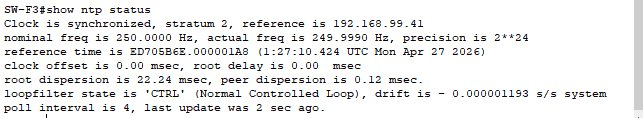 SW-F3#show ntp status
Clock is synchronized, stratum 2, reference is 192.168.99.41
nominal freq is 250.0000 Hz, actual freq is 249.9990 Hz, precision is 2**24
reference time is ED705B6E.000001A8 (1:27:10.424 UTC Mon Apr 27 2026)
clock offset is 0.00 msec, root delay is 0.00  msec
root dispersion is 22.24 msec, peer dispersion is 0.12 msec.
loopfilter state is 'CTRL' (Normal Controlled Loop), drift is - 0.000001193 s/s system
poll interval is 4, last update was 2 sec ago.